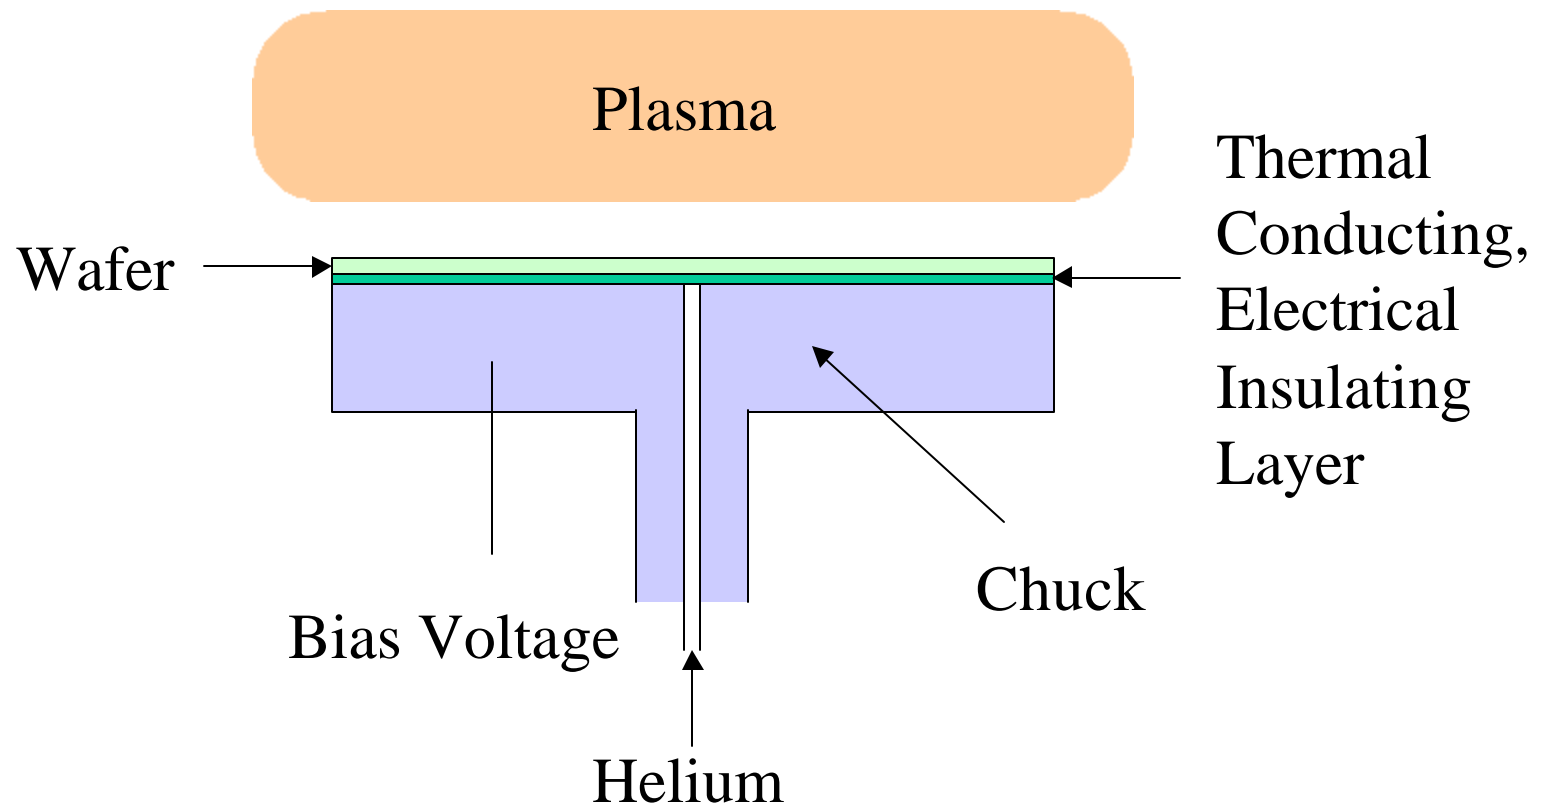 Plasma
Wafer
Thermal
Conducting,
Electrical
Insulating
Layer
Chuck
Bias Voltage
Helium